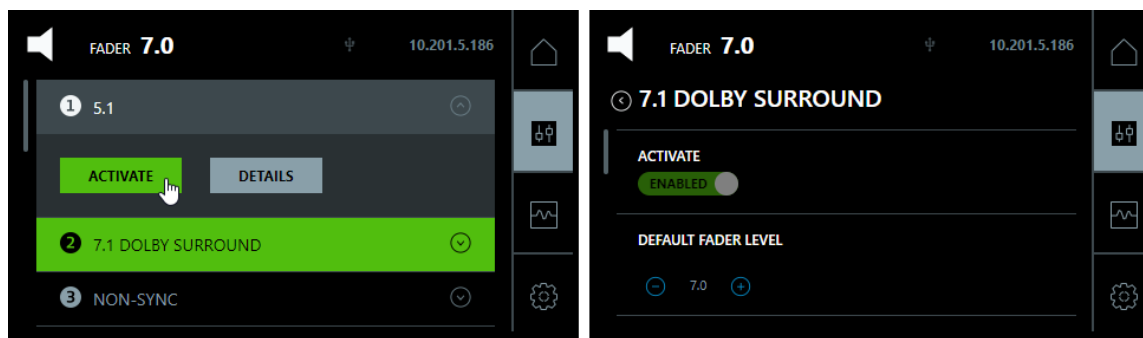 FADER 7.0
10.201.5.186
1 5.1
ACTIVATE
DETAILS
2 7.1 DOLBY SURROUND
3 NON-SYNC
FADER 7.0
10.201.5.186
7.1 DOLBY SURROUND
ACTIVATE
ENABLED
DEFAULT FADER LEVEL
7.0